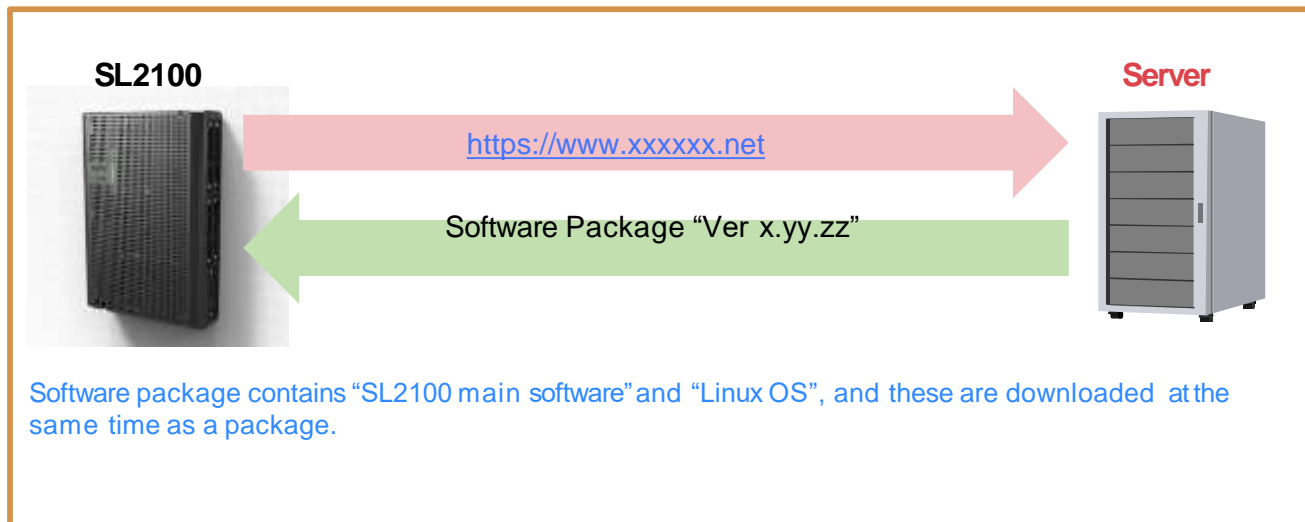 SL2100
Server
https://www.xxxxxx.net
Software Package “Ver x.yy.zz”
Software package contains “SL2100 main software” and “Linux OS”, and these are downloaded at the
same time as a package.